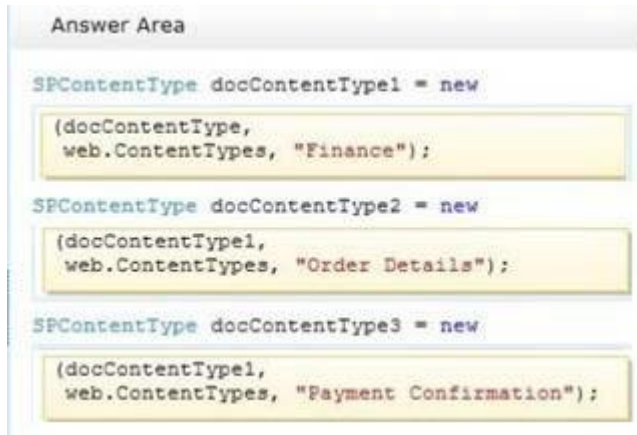 Answer Area
SPContentType docContentType1 = new
(docContentType,
web.ContentTypes, "Finance");
SPContentType docContentType2 = new
(docContentType1,
web.ContentTypes, "Order Details");
SPContentType docContentType3 = new
(docContentType1,
web.ContentTypes, "Payment Confirmation");